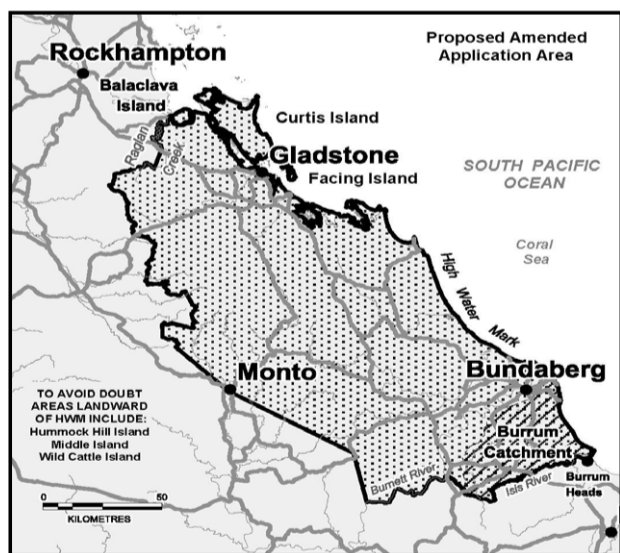 Proposed Amended
Application Area
Rockhampton
Balaclava
Island
Curtis Island
Raglan
Creek
Gladstone
Facing Island
SOUTH PACIFIC
OCEAN
Coral
Sea
High Water Mark
Monto
Bundaberg
TO AVOID DOUBT
AREAS LANDWARD
OF HWM INCLUDE:
Hummock Hill Island
Middle Island
Wild Cattle Island
Burrum
Catchment
Burnett River
Isis River
Burrum
Heads
0
50
KILOMETRES